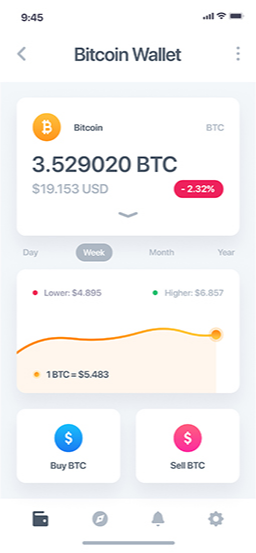 9:45
Bitcoin Wallet
Bitcoin BTC
3.529020 BTC
$19.153 USD - 2.32%
Day Week Month Year
Lower: $4.895 Higher: $6.857
1 BTC = $5.483
Buy BTC Sell BTC